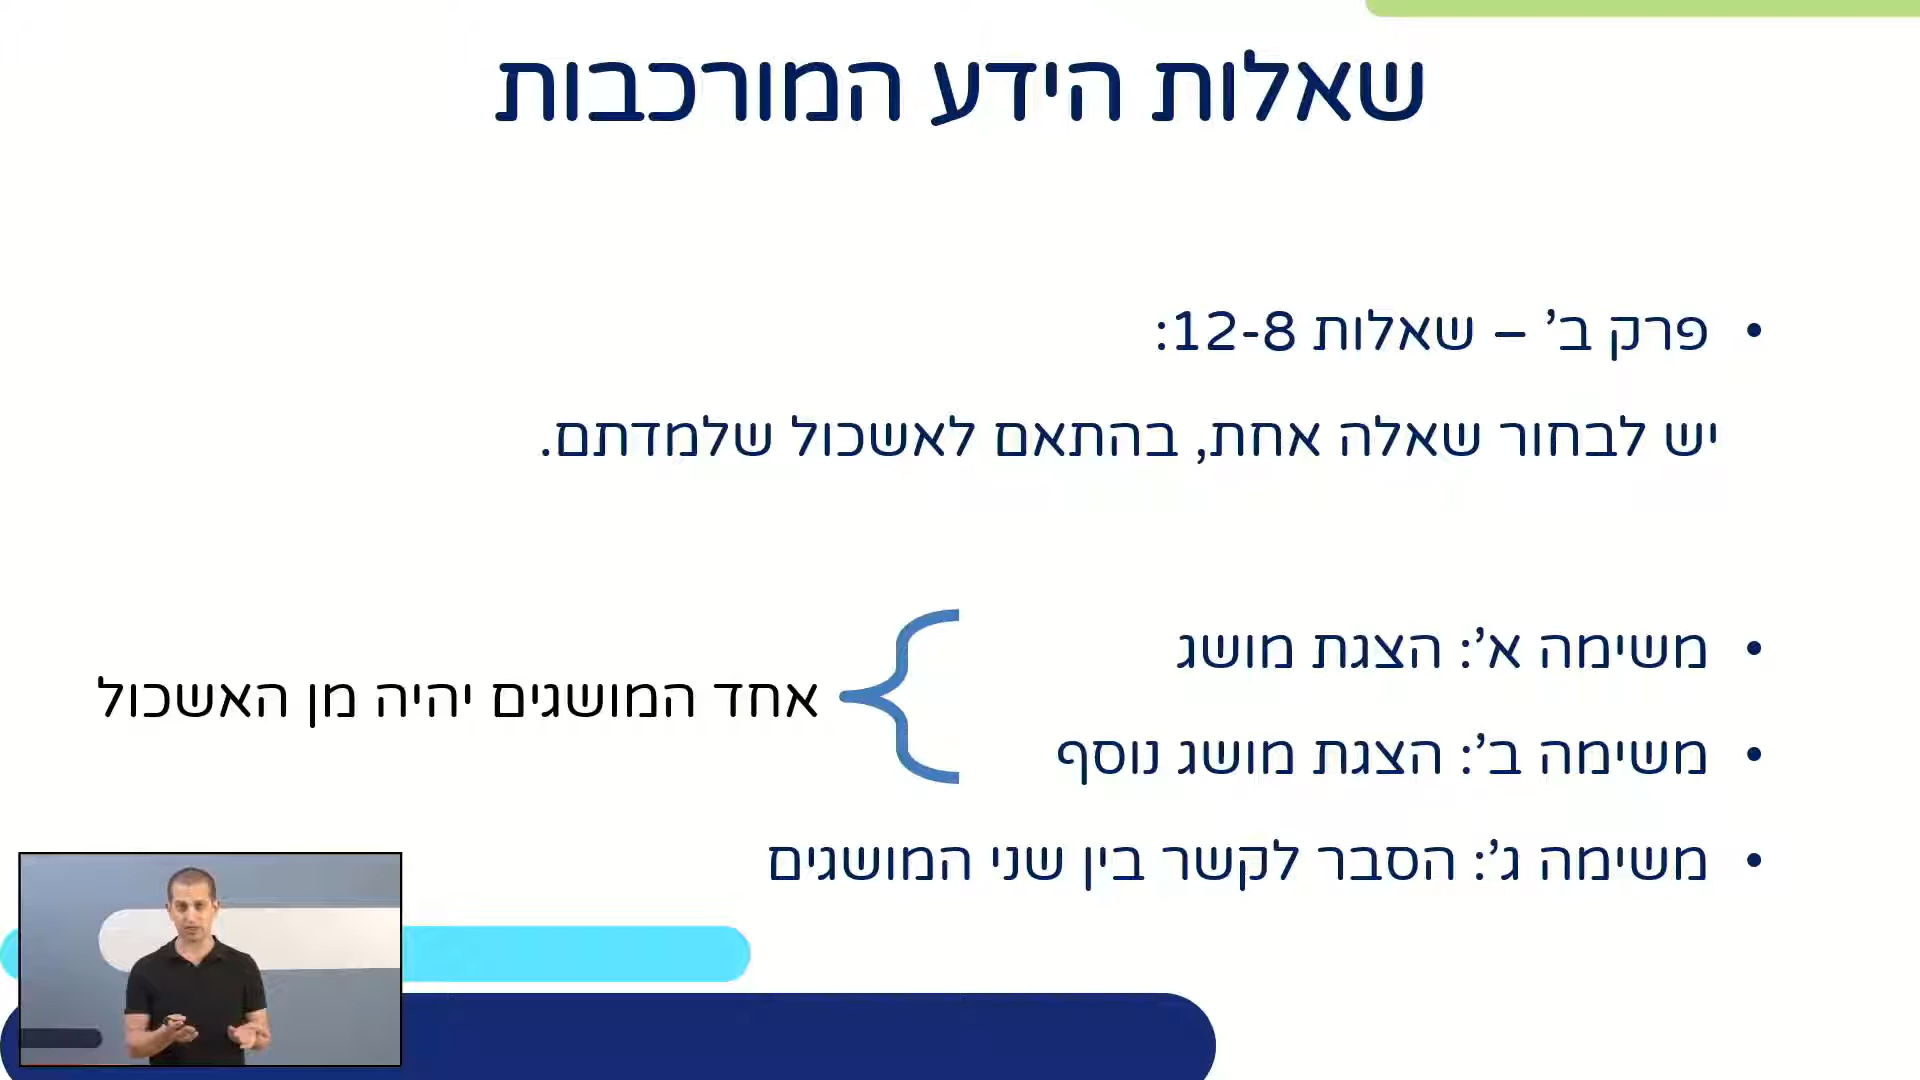 שאלות הידע המורכבות
• פרק ב' – שאלות 12-8:
יש לבחור שאלה אחת, בהתאם לאשכול שלמדתם.
• משימה א': הצגת מושג
• משימה ב': הצגת מושג נוסף
אחד המושגים יהיה מן האשכול
• משימה ג': הסבר לקשר בין שני המושגים